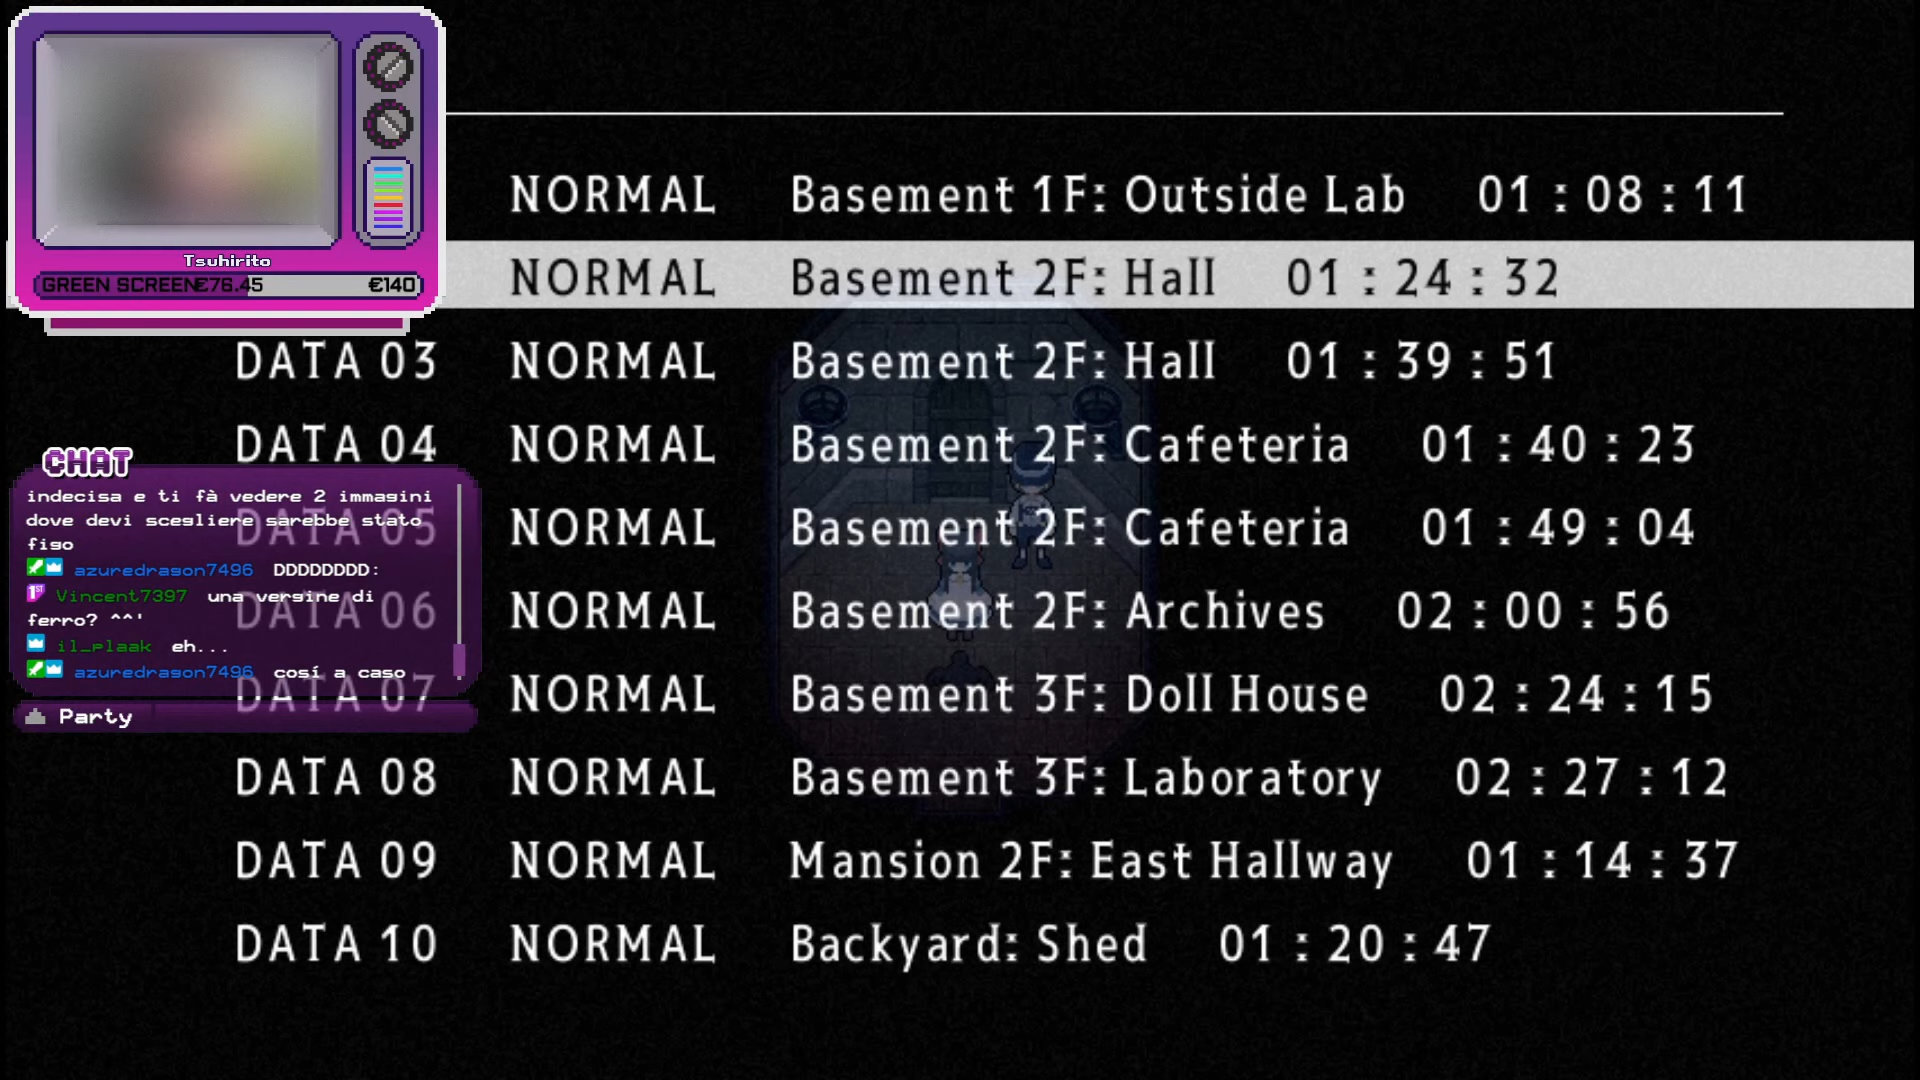 Tsuhirito
GREEN SCREEN €76.45 €140
NORMAL Basement 1F: Outside Lab 01 : 08 : 11
NORMAL Basement 2F: Hall 01 : 24 : 32
DATA 03 NORMAL Basement 2F: Hall 01 : 39 : 51
DATA 04 NORMAL Basement 2F: Cafeteria 01 : 40 : 23
DATA 05 NORMAL Basement 2F: Cafeteria 01 : 49 : 04
DATA 06 NORMAL Basement 2F: Archives 02 : 00 : 56
DATA 07 NORMAL Basement 3F: Doll House 02 : 24 : 15
DATA 08 NORMAL Basement 3F: Laboratory 02 : 27 : 12
DATA 09 NORMAL Mansion 2F: East Hallway 01 : 14 : 37
DATA 10 NORMAL Backyard: Shed 01 : 20 : 47
CHAT
indecisa e ti fà vedere 2 immagini
dove devi scegliere sarebbe stato
figo
azuredragon7496 DDDDDDDD:
1ST Vincent7397 una vergine di
ferro? ^^'
il_plaak eh...
azuredragon7496 cosí a caso
Party